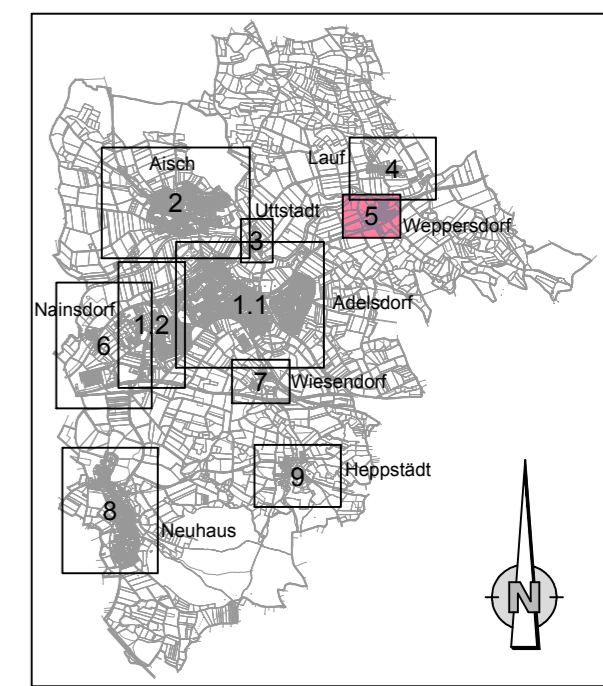 Aisch
2
Lauf
4
Uttstadt
3
5
Weppersdorf
Nainsdorf
1.2
1.1
Adelsdorf
6
7
Wiesendorf
9
Heppstädt
8
Neuhaus
N